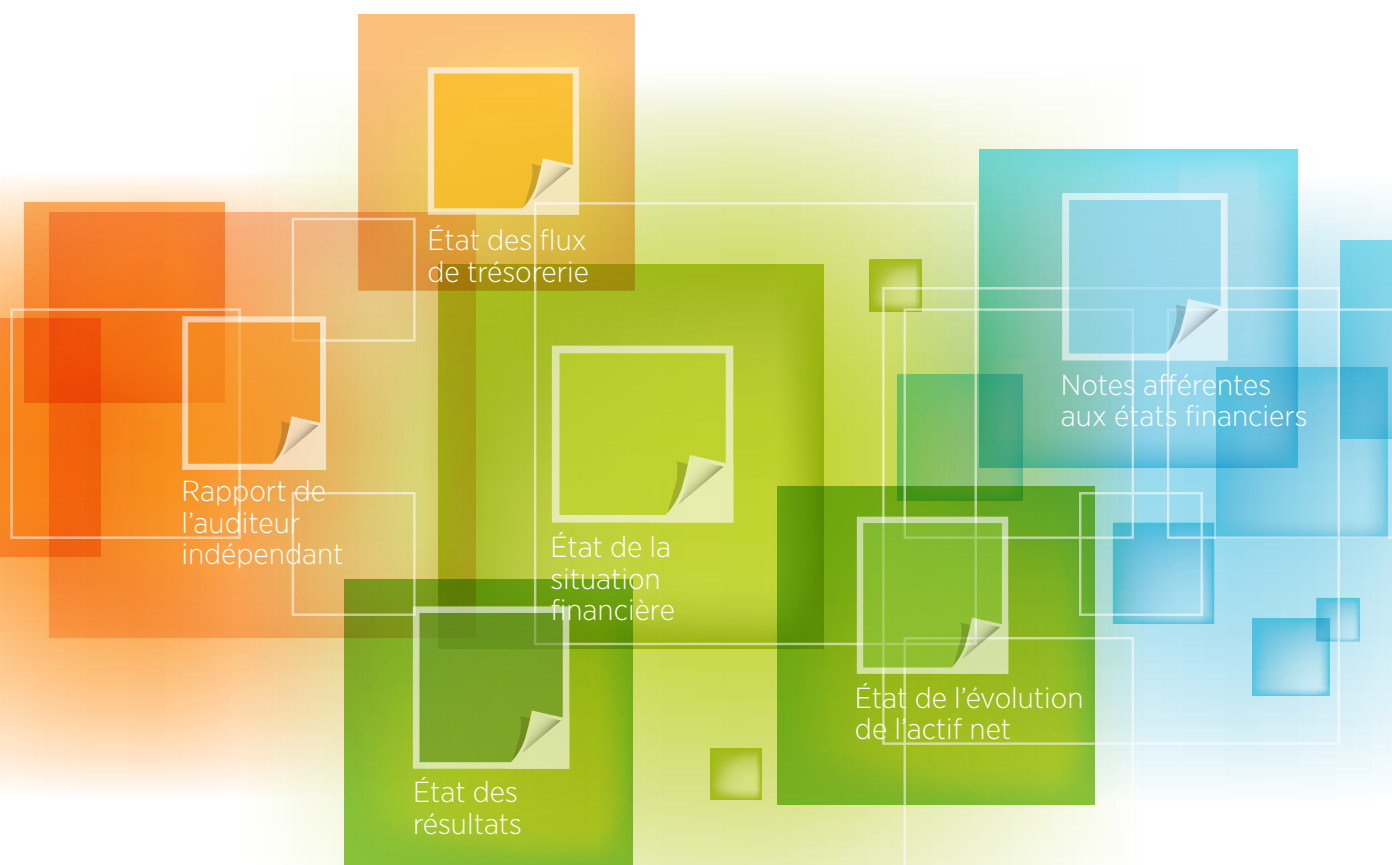 État des flux
de trésorerie
Rapport de
l'auditeur
indépendant
État de la
situation
financière
Notes afférentes
aux états financiers
État des
résultats
État de l'évolution
de l'actif net